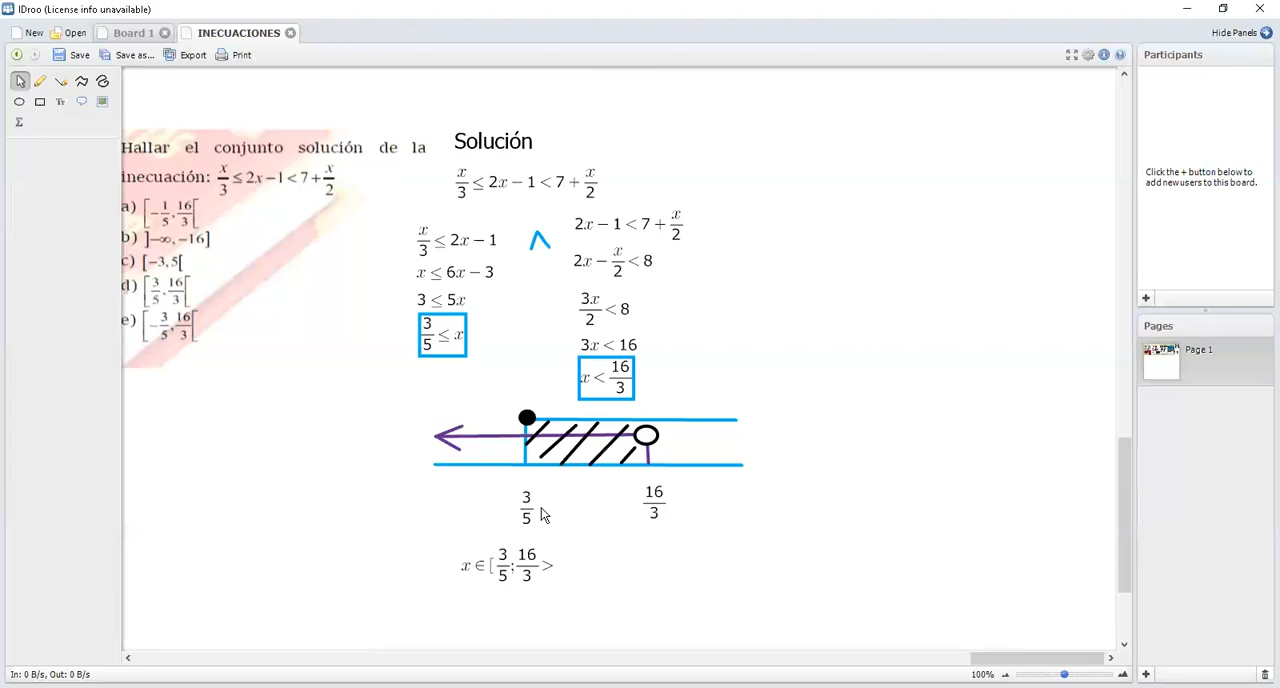 IDroo (License info unavailable)
New Open Board 1 INECUACIONES Hide Panels
Save Save as... Export Print
Participants
Click the + button below to
add new users to this board.
Pages
Page 1
Hallar el conjunto solución de la
inecuación: x/3 ≤ 2x−1 < 7+x/2
a) [−1/5, 16/3[
b) ]−∞, −16]
c) [−3,5[
d) [3/5, 16/3[
e) [−3/5, 16/3[
Solución
x/3 ≤ 2x − 1 < 7 + x/2
x/3 ≤ 2x − 1
x ≤ 6x − 3
3 ≤ 5x
3/5 ≤ x
∧
2x − 1 < 7 + x/2
2x − x/2 < 8
3x/2 < 8
3x < 16
x < 16/3
3/5 16/3
x ∈ [3/5; 16/3 >
In: 0 B/s, Out: 0 B/s 100%